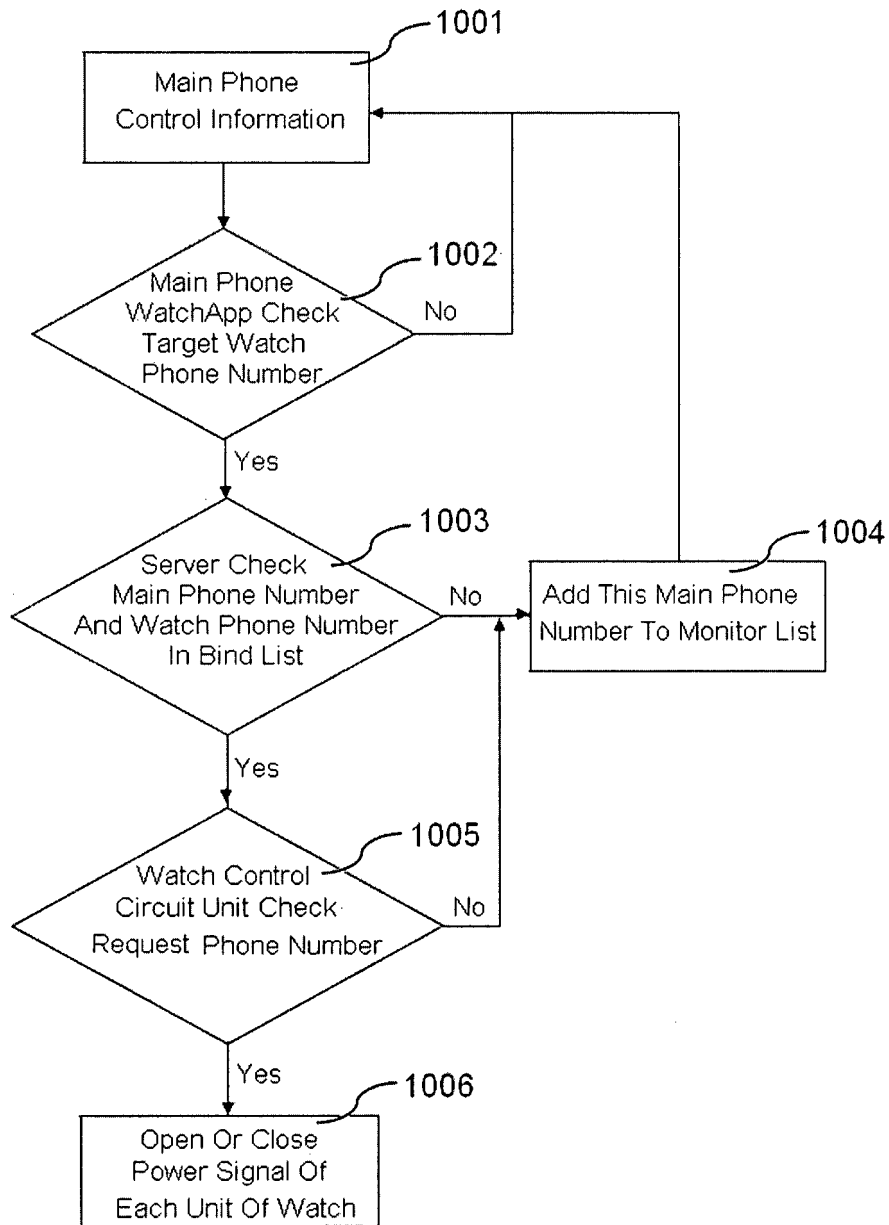 1001
Main Phone
Control Information
1002
Main Phone
WatchApp Check
Target Watch
Phone Number
No
Yes
1003
Server Check
Main Phone Number
And Watch Phone Number
In Bind List
No
1004
Add This Main Phone
Number To Monitor List
Yes
1005
Watch Control
Circuit Unit Check
Request Phone Number
No
Yes
1006
Open Or Close
Power Signal Of
Each Unit Of Watch